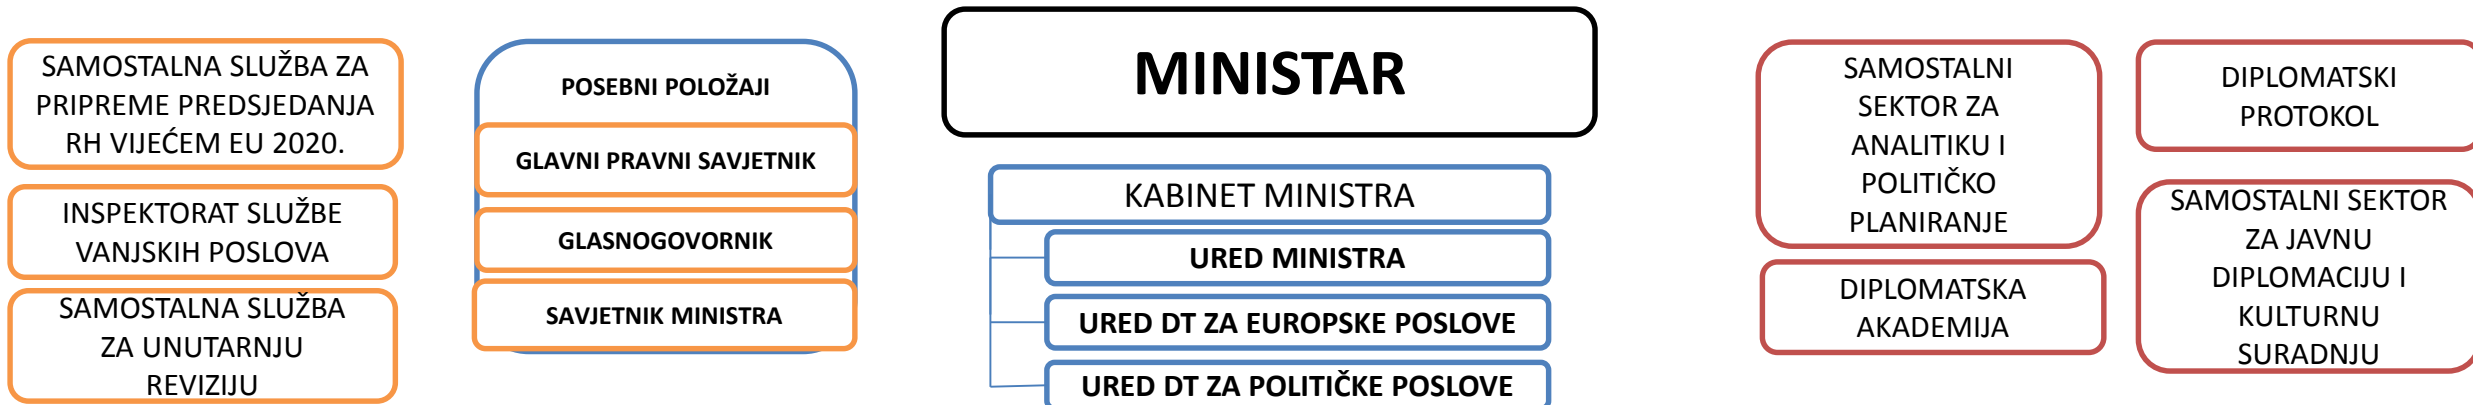 SAMOSTALNA SLUŽBA ZA
PRIPREME PREDSJEDANJA
RH VIJEĆEM EU 2020.
INSPEKTORAT SLUŽBE
VANJSKIH POSLOVA
SAMOSTALNA SLUŽBA
ZA UNUTARNJU
REVIZIJU
POSEBNI POLOŽAJI
GLAVNI PRAVNI SAVJETNIK
GLASNOGOVORNIK
SAVJETNIK MINISTRA
MINISTAR
KABINET MINISTRA
URED MINISTRA
URED DT ZA EUROPSKE POSLOVE
URED DT ZA POLITIČKE POSLOVE
SAMOSTALNI
SEKTOR ZA
ANALITIKU I
POLITIČKO
PLANIRANJE
DIPLOMATSKA
AKADEMIJA
DIPLOMATSKI
PROTOKOL
SAMOSTALNI SEKTOR
ZA JAVNU
DIPLOMACIJU I
KULTURNU
SURADNJU